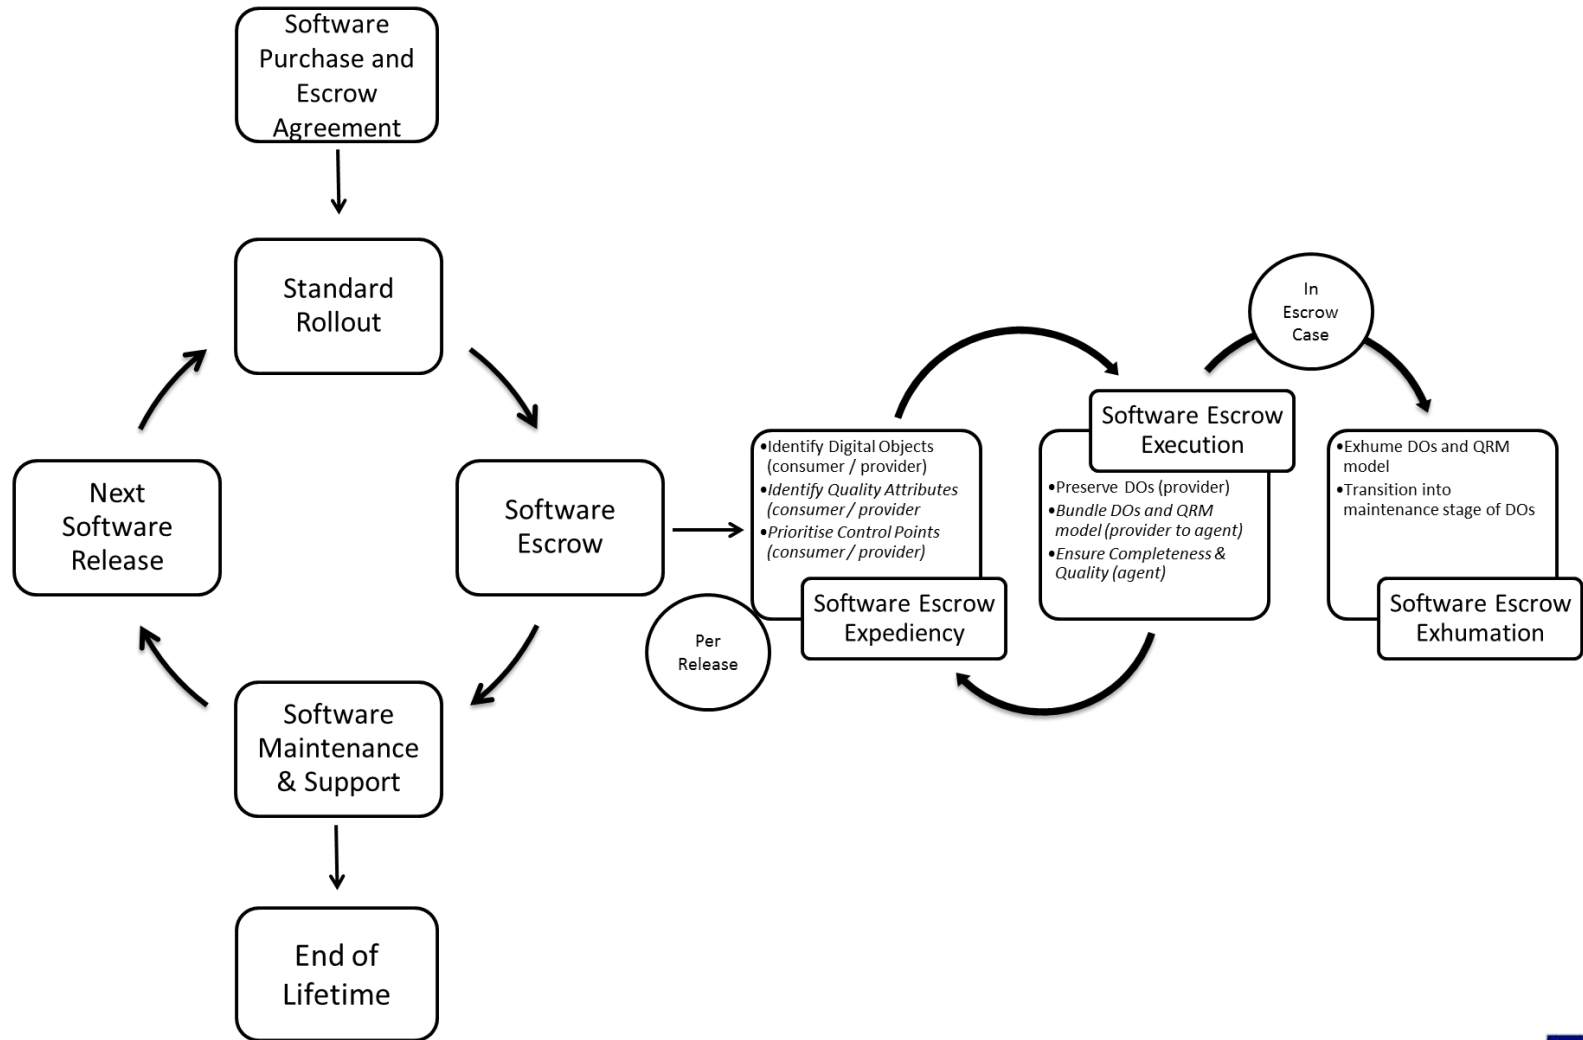 Software
Purchase and
Escrow
Agreement
Standard
Rollout
Next
Software
Release
Software
Escrow
Software
Maintenance
& Support
End of
Lifetime
Per
Release
•Identify Digital Objects
(consumer / provider)
•Identify Quality Attributes
(consumer / provider
•Prioritise Control Points
(consumer / provider)
Software Escrow
Expediency
Software Escrow
Execution
•Preserve DOs (provider)
•Bundle DOs and QRM
model (provider to agent)
•Ensure Completeness &
Quality (agent)
In
Escrow
Case
•Exhume DOs and QRM
model
•Transition into
maintenance stage of DOs
Software Escrow
Exhumation